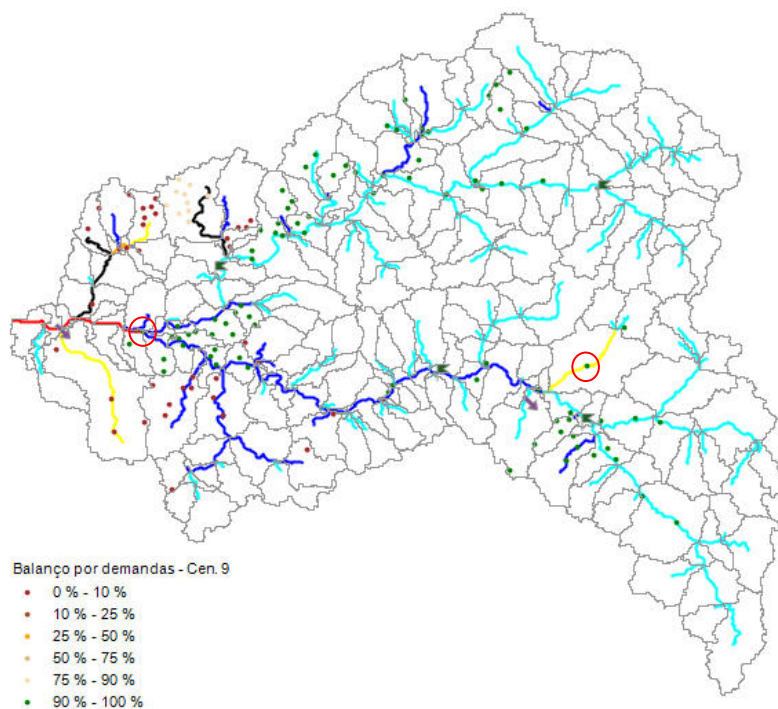 Balanço por demandas - Cen. 9
0 % - 10 %
10 % - 25 %
25 % - 50 %
50 % - 75 %
75 % - 90 %
90 % - 100 %